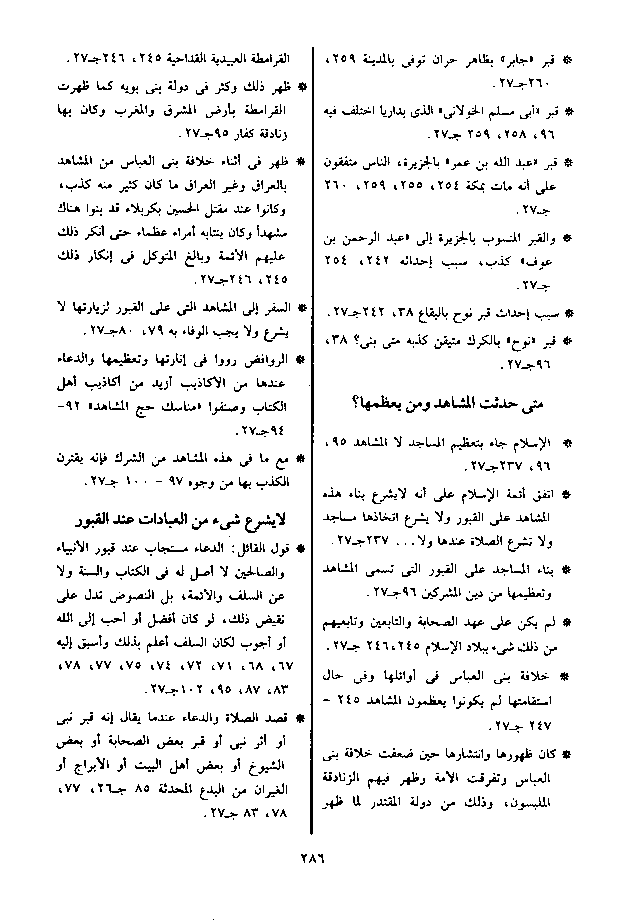 * قبر «جابر» بظاهر حران توفى بالمدينة ٢٥٩،
٢٦٠ جـ٢٧.
* قبر «أبى مسلم الخولانى» الذى بداريا اختلف فيه
٩٦، ٢٥٨، ٢٥٩ جـ٢٧.
* قبر «عبد الله بن عمر» بالجزيرة، الناس متفقون
على أنه مات بمكة ٢٥٤، ٢٥٥، ٢٥٩، ٢٦٠
جـ٢٧.
* والقبر المنسوب بالجزيرة إلى «عبد الرحمن بن
عوف» كذب، سبب إحداثه ٢٤٢، ٢٥٤
جـ٢٧.
* سبب إحداث قبر نوح بالبقاع ٣٨، ٢٤٢جـ٢٧.
* قبر «نوح» بالكرك متيقن كذبه متى بنى؟ ٣٨،
٩٦جـ٢٧.
متى حدثت المشاهد ومن يعظمها؟
* الإسلام جاء بتعظيم المساجد لا المشاهد ٩٥،
٩٦، ٢٣٧جـ٢٧.
* اتفق أئمة الإسلام على أنه لايشرع بناء هذه
المشاهد على القبور ولا يشرع اتخاذها مساجد
ولا تشرع الصلاة عندها ولا... ٢٣٧جـ٢٧.
* بناء المساجد على القبور التى تسمى المشاهد
وتعظيمها من دين المشركين ٩٦جـ٢٧.
* لم يكن على عهد الصحابة والتابعين وتابعيهم
من ذلك شىء ببلاد الإسلام ٢٤٥، ٢٤٦ جـ٢٧.
* خلافة بنى العباس فى أوائلها وفى حال
استقامتها لم يكونوا يعظمون المشاهد ٢٤٥ -
٢٤٧ جـ٢٧.
* كان ظهورها وانتشارها حين ضعفت خلافة بنى
العباس وتفرقت الأمة وظهر فيهم الزنادقة
الملبسون، وذلك من دولة المقتدر لما ظهر
القرامطة العبيدية القداحية ٢٤٥، ٢٤٦جـ٢٧.
* ظهر ذلك وكثر فى دولة بنى بويه كما ظهرت
القرامطة بأرض المشرق والمغرب وكان بها
زنادقة كفار ٩٥جـ٢٧.
* ظهر فى أثناء خلافة بنى العباس من المشاهد
بالعراق وغير العراق ما كان كثير منه كذب،
وكانوا عند مقتل الحسين بكربلاء قد بنوا هناك
مشهداً وكان ينتابه أمراء عظماء حتى أنكر ذلك
عليهم الأئمة وبالغ المتوكل فى إنكار ذلك
٢٤٥، ٢٤٦جـ٢٧.
* السفر إلى المشاهد التى على القبور لزيارتها لا
يشرع ولا يجب الوفاء به ٧٩، ٨٠جـ٢٧.
* الروافض رووا فى إنارتها وتعظيمها والدعاء
عندها من الأكاذيب أزيد من أكاذيب أهل
الكتاب وصنفوا «مناسك حج المشاهد» ٩٢-
٩٤جـ٢٧.
* مع ما فى هذه المشاهد من الشرك فإنه يقترن
الكذب بها من وجوه ٩٧ - ١٠٠ جـ٢٧.
لايشرع شىء من العبادات عند القبور
* قول القائل: الدعاء مستجاب عند قبور الأنبياء
والصالحين لا أصل له فى الكتاب والسنة ولا
عن السلف والأئمة، بل النصوص تدل على
نقيض ذلك، لو كان أفضل أو أحب إلى الله
أو أجوب لكان السلف أعلم بذلك وأسبق إليه
٦٧، ٦٨، ٧١، ٧٢، ٧٤، ٧٥، ٧٧، ٧٨،
٨٣، ٨٧، ٩٥، ١٠٢جـ٢٧.
* قصد الصلاة والدعاء عندما يقال إنه قبر نبى
أو أثر نبى أو قبر بعض الصحابة أو بعض
الشيوخ أو بعض أهل البيت أو الأبراج أو
الغيران من البدع المحدثة ٨٥ جـ٢٦، ٧٧،
٧٨، ٨٣ جـ٢٧.
٢٨٦